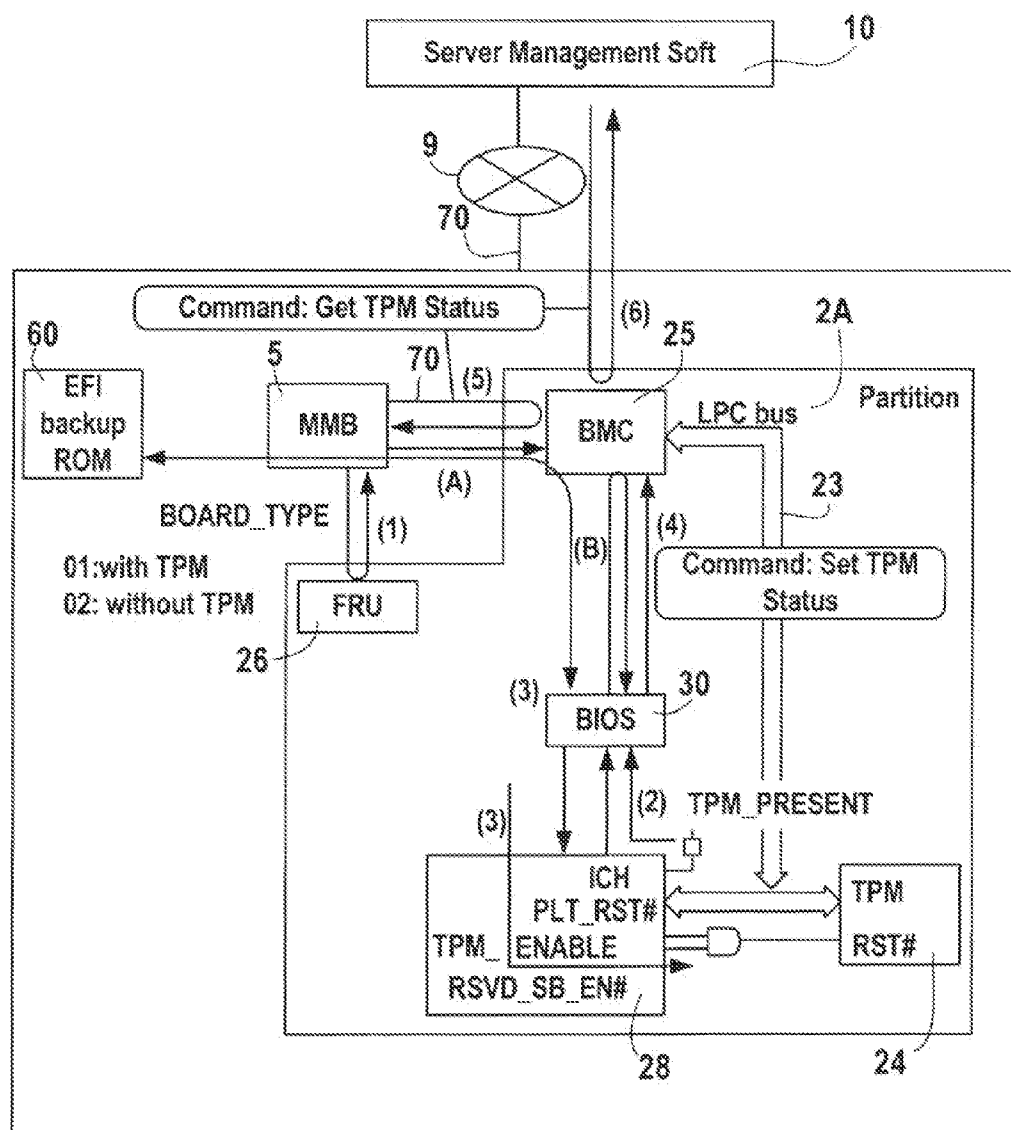 10
Server Management Soft
9
70
Command: Get TPM Status
(6)
2A
60
5
70
(5)
25
EFI
backup
ROM
MMB
BMC
LPC bus
Partition
(A)
23
BOARD_TYPE
(1)
(B)
(4)
01:with TPM
02: without TPM
Command: Set TPM
Status
FRU
26
(3)
30
BIOS
(2)
TPM_PRESENT
(3)
ICH
PLT_RST#
TPM_ENABLE
RSVD_SB_EN#
TPM
RST#
28
24